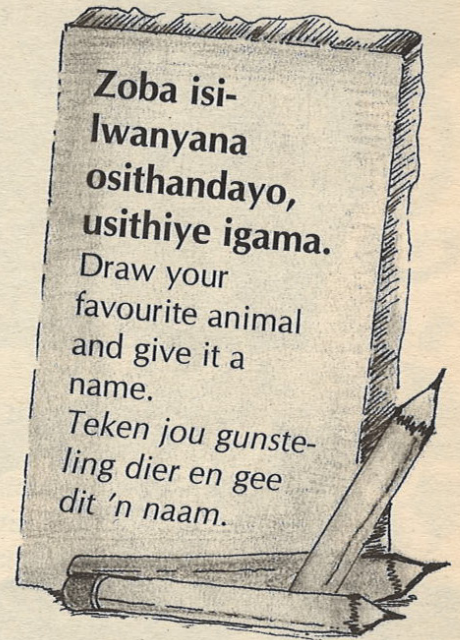 Zoba isi-
lwanyana
osithandayo,
usithiye igama.
Draw your
favourite animal
and give it a
name.
Teken jou gunste-
ling dier en gee
dit 'n naam.